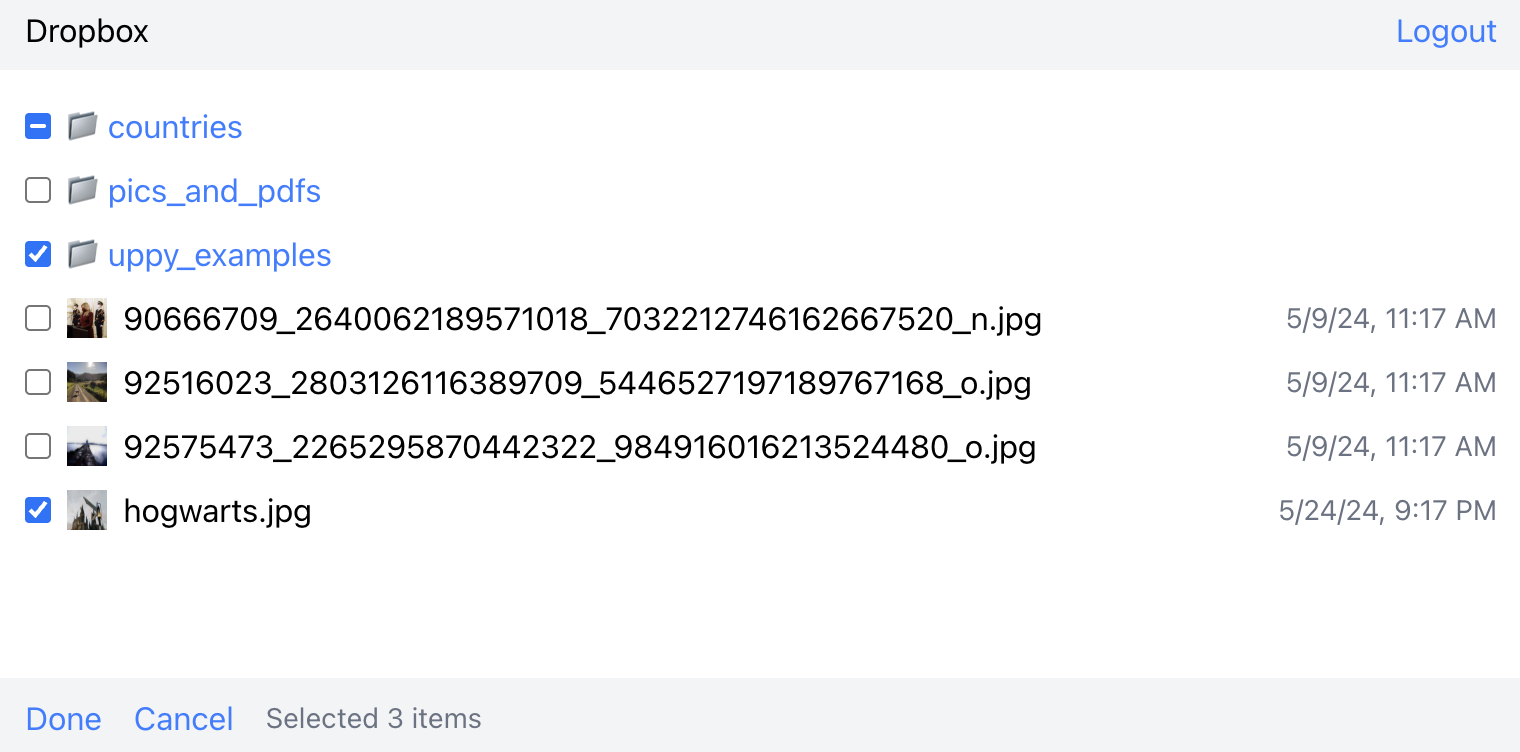 Dropbox Logout
countries
pics_and_pdfs
uppy_examples
90666709_2640062189571018_7032212746162667520_n.jpg 5/9/24, 11:17 AM
92516023_2803126116389709_5446527197189767168_o.jpg 5/9/24, 11:17 AM
92575473_2265295870442322_984916016213524480_o.jpg 5/9/24, 11:17 AM
hogwarts.jpg 5/24/24, 9:17 PM
Done Cancel Selected 3 items